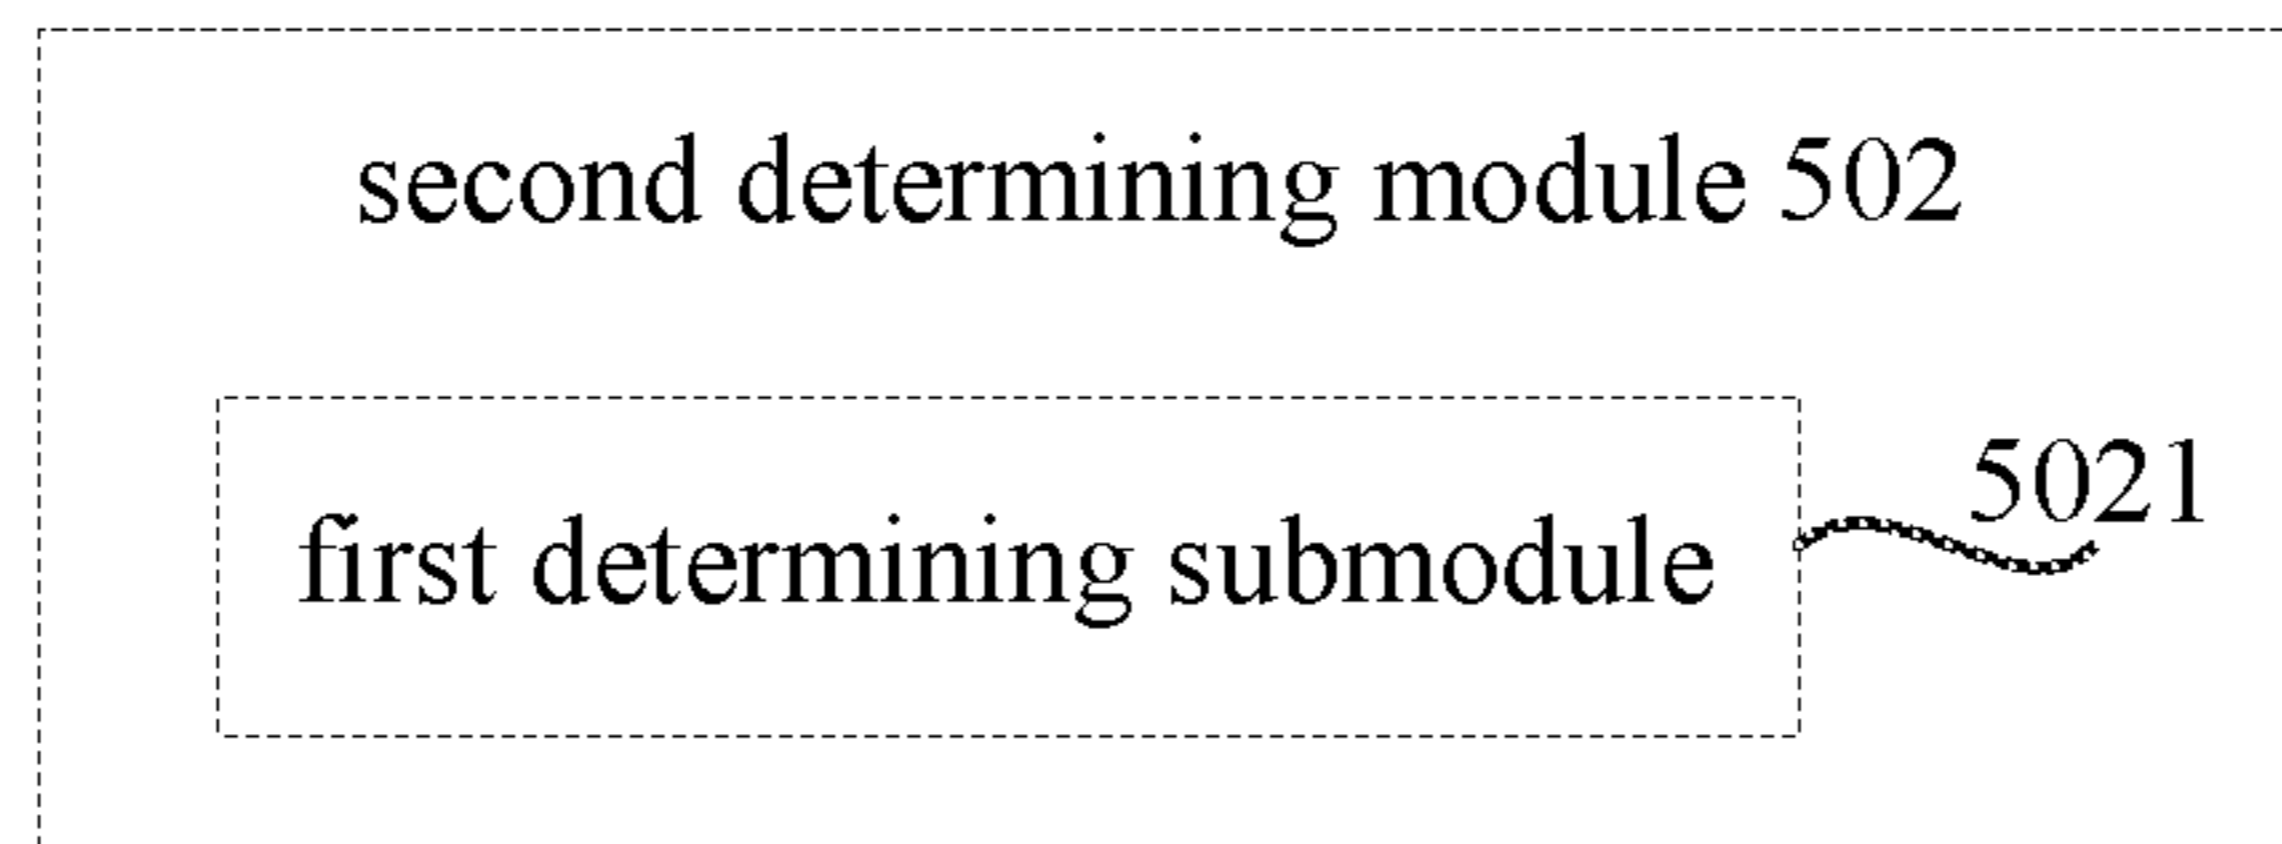 second determining module 502
5021
first determining submodule